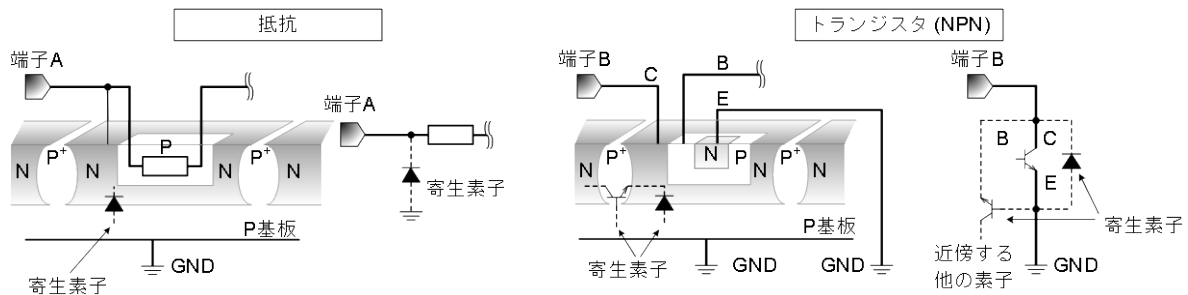 抵抗
端子A
N
P+
N
P
N
P+
N
P基板
寄生素子
GND
端子A
寄生素子
トランジスタ (NPN)
端子B
C
B
E
N
P+
N
N
P
N
P+
N
P基板
寄生素子
GND
GND
端子B
B
C
E
寄生素子
近傍する
他の素子
GND